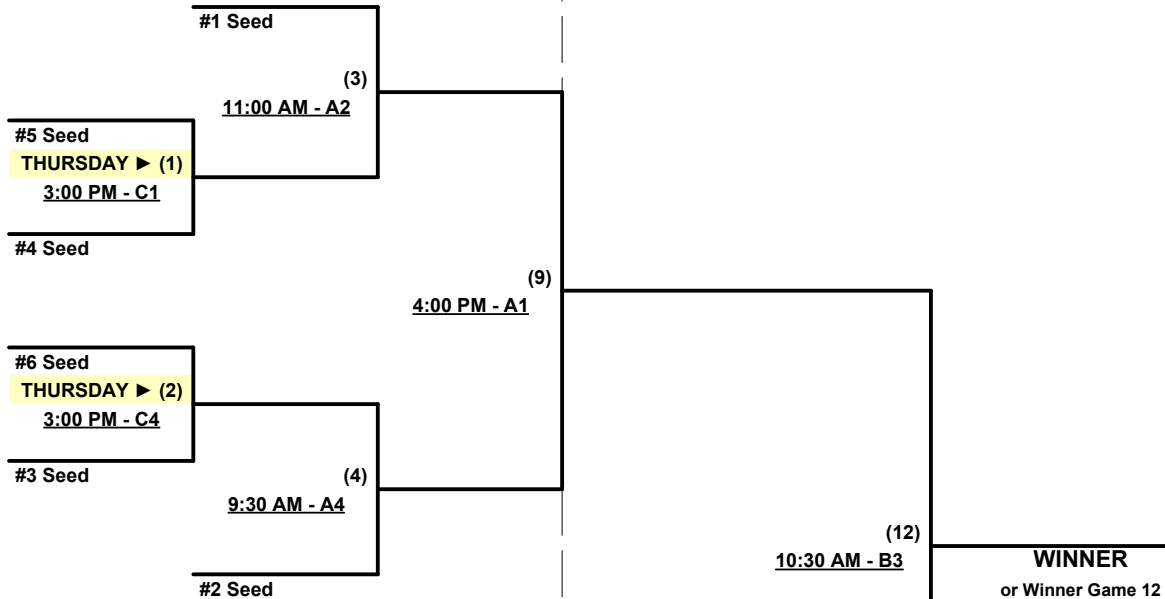 #1 Seed
(3)
11:00 AM - A2
#5 Seed
THURSDAY ► (1)
3:00 PM - C1
#4 Seed
(9)
4:00 PM - A1
#6 Seed
THURSDAY ► (2)
3:00 PM - C4
#3 Seed
(4)
9:30 AM - A4
#2 Seed
(12)
10:30 AM - B3
WINNER
or Winner Game 12